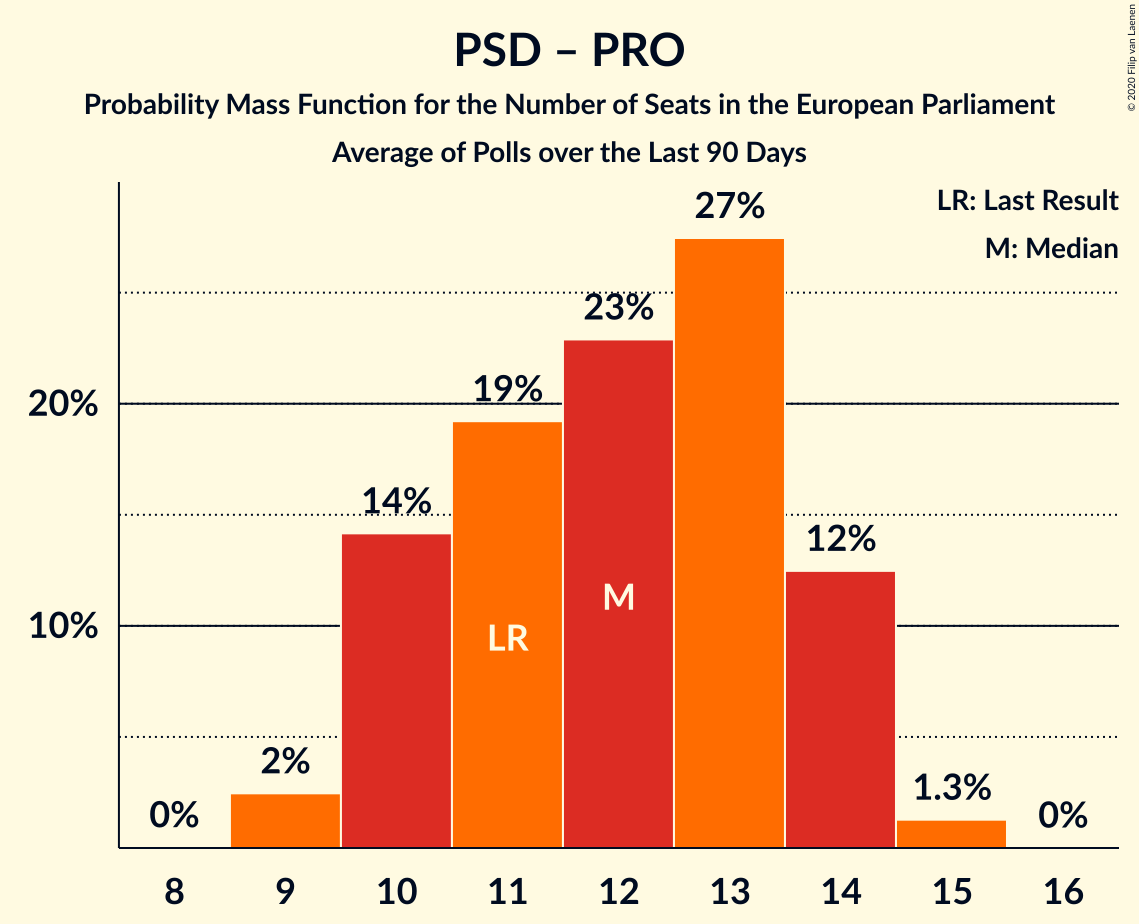 PSD – PRO
Probability Mass Function for the Number of Seats in the European Parliament
Average of Polls over the Last 90 Days
© 2020 Filip van Laenen
LR: Last Result
M: Median
27%
23%
20%
19%
14%
12%
M
10%
LR
2%
1.3%
0%
0%
8 9 10 11 12 13 14 15 16